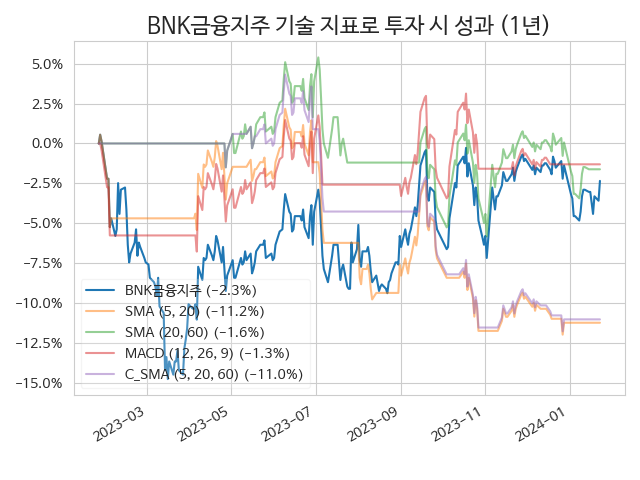 BNK금융지주 기술 지표로 투자 시 성과 (1년)
5.0%
2.5%
0.0%
−2.5%
−5.0%
−7.5%
−10.0%
−12.5%
−15.0%
BNK금융지주 (−2.3%)
SMA (5, 20) (−11.2%)
SMA (20, 60) (−1.6%)
MACD (12, 26, 9) (−1.3%)
C_SMA (5, 20, 60) (−11.0%)
2023−03
2023−05
2023−07
2023−09
2023−11
2024−01